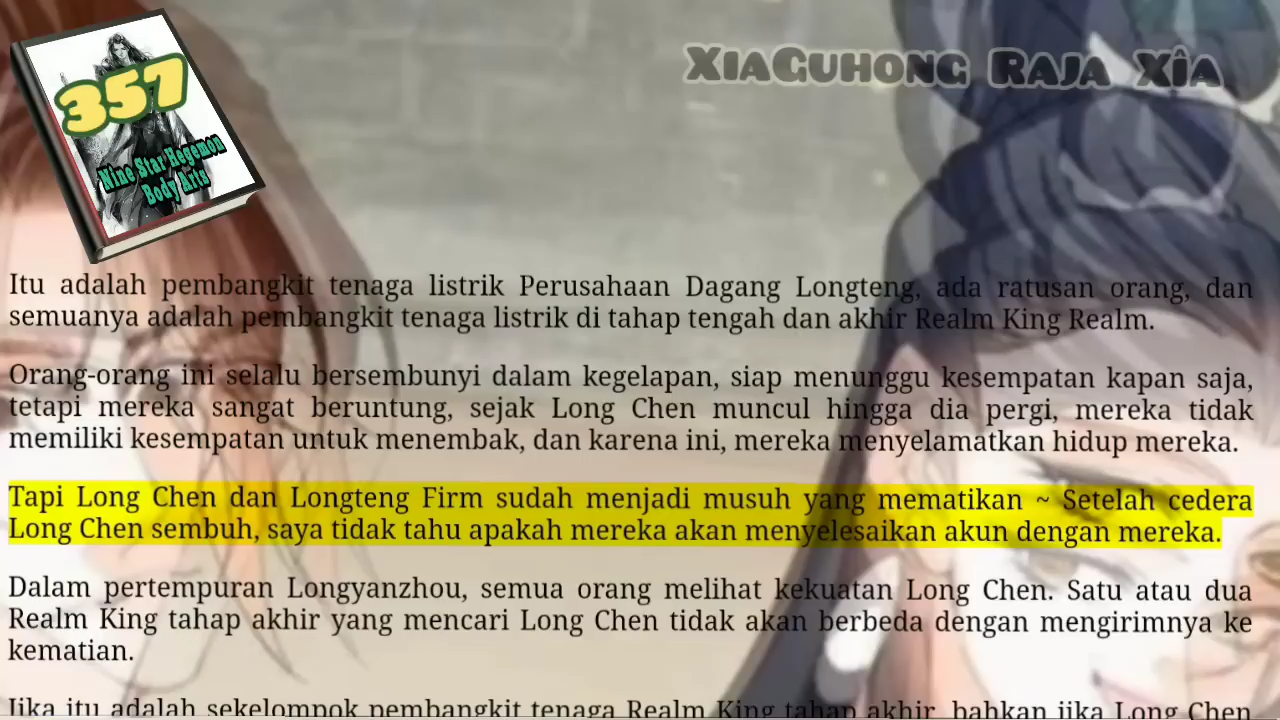 357
Nine Star Hegemon
Body Arts
XiaGuhong Raja Xîa
Itu adalah pembangkit tenaga listrik Perusahaan Dagang Longteng, ada ratusan orang, dan
semuanya adalah pembangkit tenaga listrik di tahap tengah dan akhir Realm King Realm.
Orang-orang ini selalu bersembunyi dalam kegelapan, siap menunggu kesempatan kapan saja,
tetapi mereka sangat beruntung, sejak Long Chen muncul hingga dia pergi, mereka tidak
memiliki kesempatan untuk menembak, dan karena ini, mereka menyelamatkan hidup mereka.
Tapi Long Chen dan Longteng Firm sudah menjadi musuh yang mematikan ~ Setelah cedera
Long Chen sembuh, saya tidak tahu apakah mereka akan menyelesaikan akun dengan mereka.
Dalam pertempuran Longyanzhou, semua orang melihat kekuatan Long Chen. Satu atau dua
Realm King tahap akhir yang mencari Long Chen tidak akan berbeda dengan mengirimnya ke
kematian.
Jika itu adalah sekelompok pembangkit tenaga Realm King tahap akhir, bahkan jika Long Chen